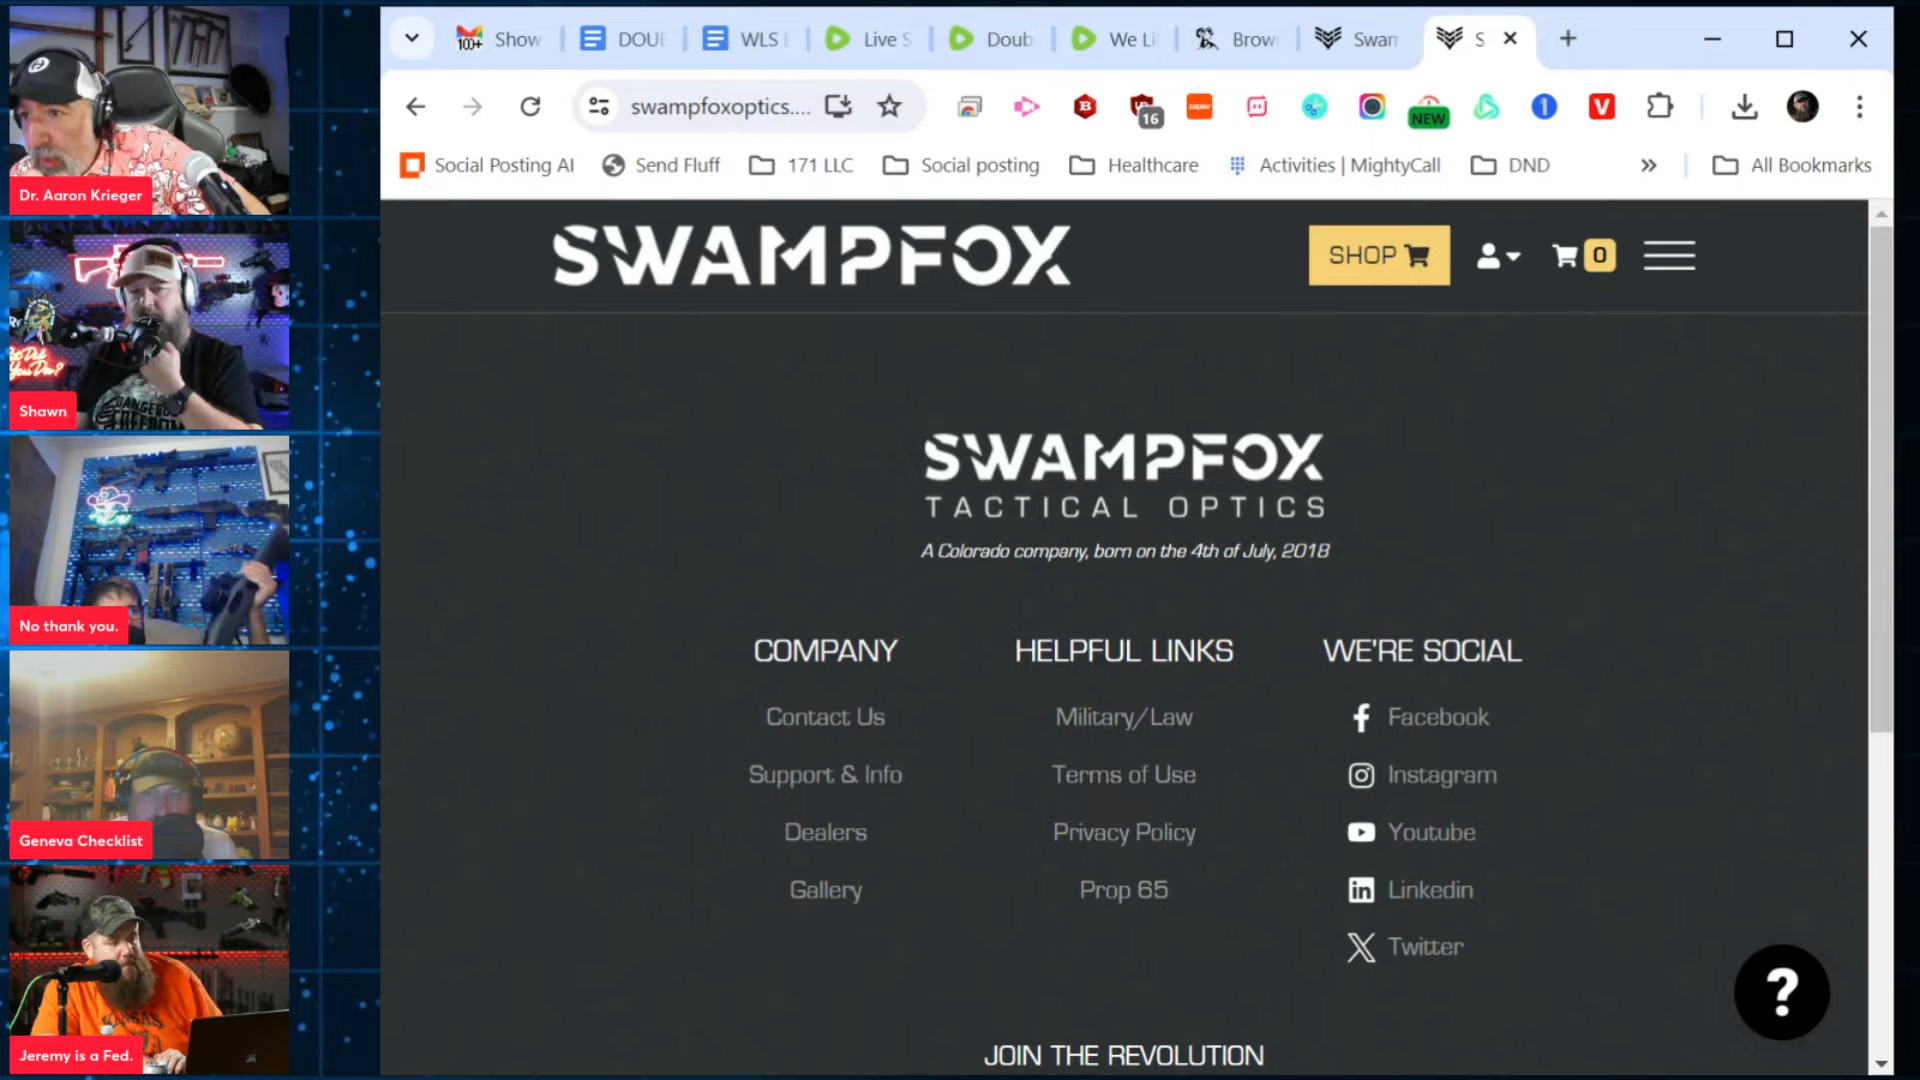 Show
DOUE
WLS E
Live S
Doub
We Li
Brow
Swam
S
swampfoxoptics....
16
NEW
Social Posting AI
Send Fluff
171 LLC
Social posting
Healthcare
Activities | MightyCall
DND
»
All Bookmarks
SWAMPFOX
SHOP
0
SWAMPFOX
TACTICAL OPTICS
A Colorado company, born on the 4th of July, 2018
COMPANY
Contact Us
Support & Info
Dealers
Gallery
HELPFUL LINKS
Military/Law
Terms of Use
Privacy Policy
Prop 65
WE'RE SOCIAL
Facebook
Instagram
Youtube
Linkedin
Twitter
?
JOIN THE REVOLUTION
Dr. Aaron Krieger
Shawn
No thank you.
Geneva Checklist
Jeremy is a Fed.